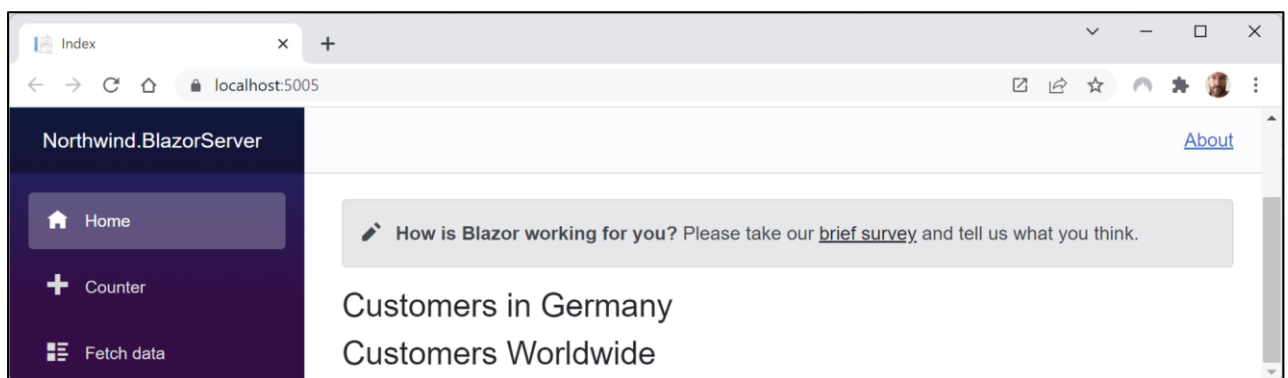 Index
localhost:5005
Northwind.BlazorServer
About
Home
How is Blazor working for you? Please take our brief survey and tell us what you think.
Counter
Customers in Germany
Fetch data
Customers Worldwide